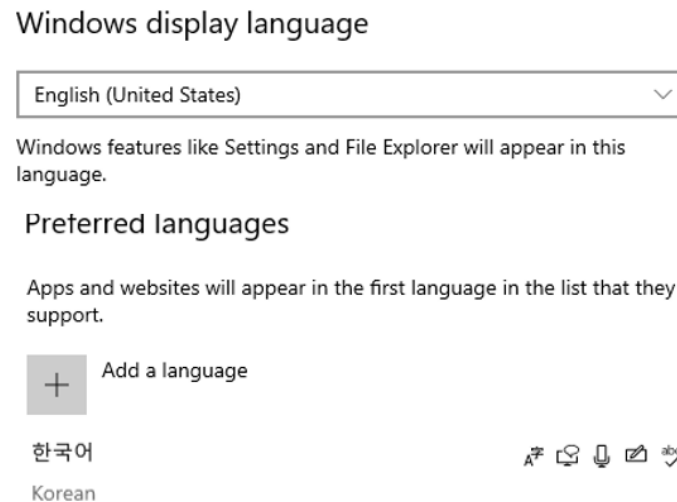 Windows display language
English (United States)
Windows features like Settings and File Explorer will appear in this
language.
Preferred languages
Apps and websites will appear in the first language in the list that they
support.
Add a language
한국어
Korean